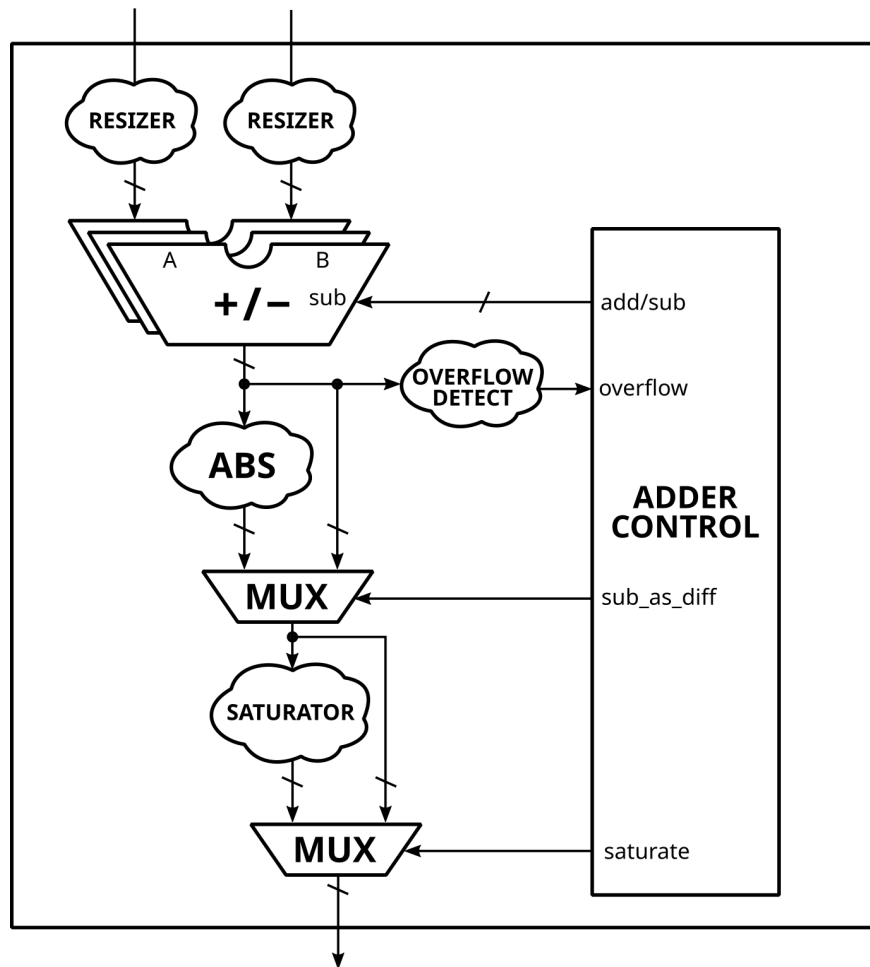 RESIZER
RESIZER
A
B
+/−
sub
add/sub
OVERFLOW
DETECT
overflow
ABS
ADDER
CONTROL
MUX
sub_as_diff
SATURATOR
MUX
saturate